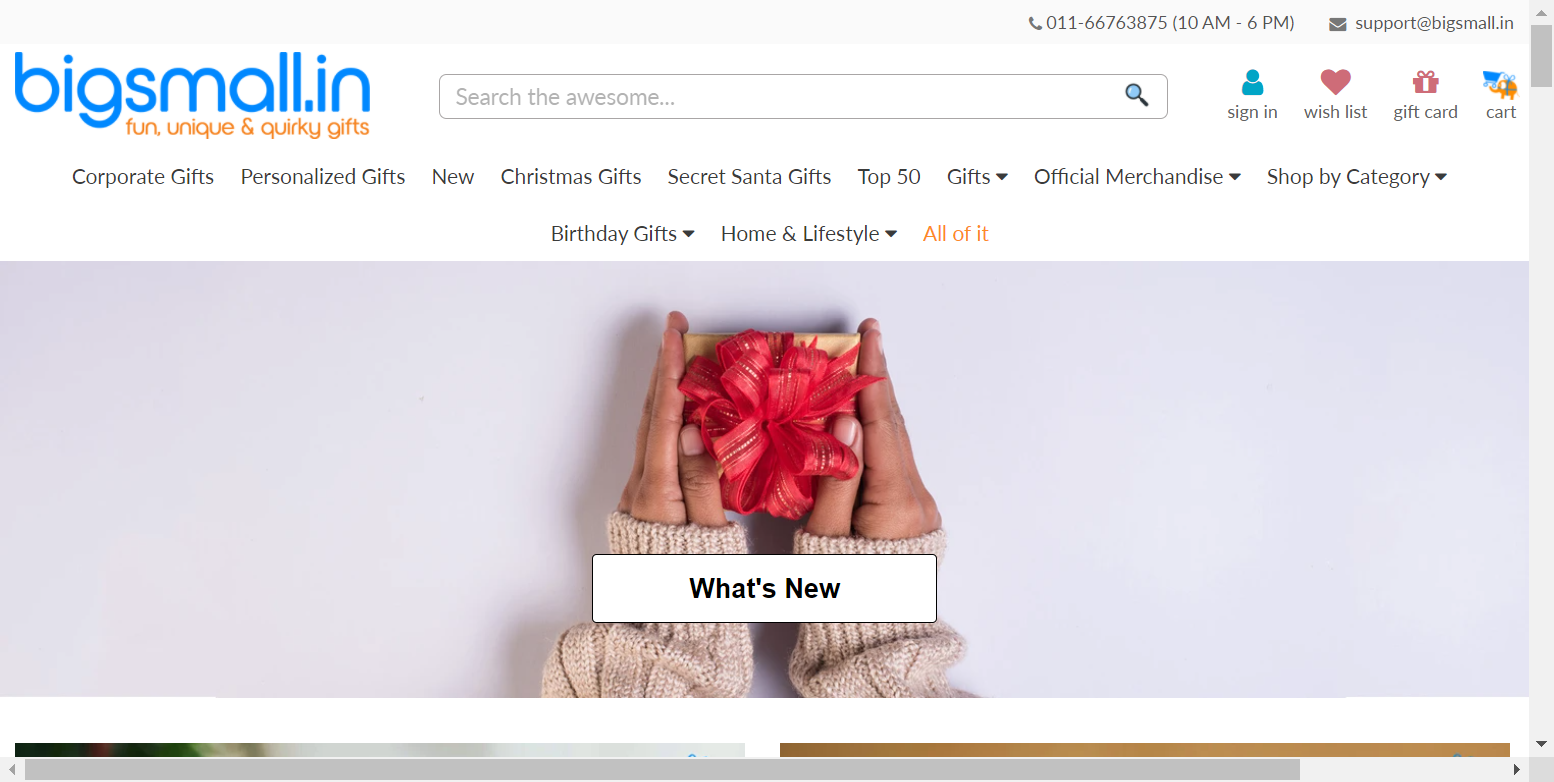 011-66763875 (10 AM - 6 PM) support@bigsmall.in
bigsmall.in
fun, unique & quirky gifts
Search the awesome...
sign in wish list gift card cart
Corporate Gifts Personalized Gifts New Christmas Gifts Secret Santa Gifts Top 50 Gifts Official Merchandise Shop by Category
Birthday Gifts Home & Lifestyle All of it
What's New